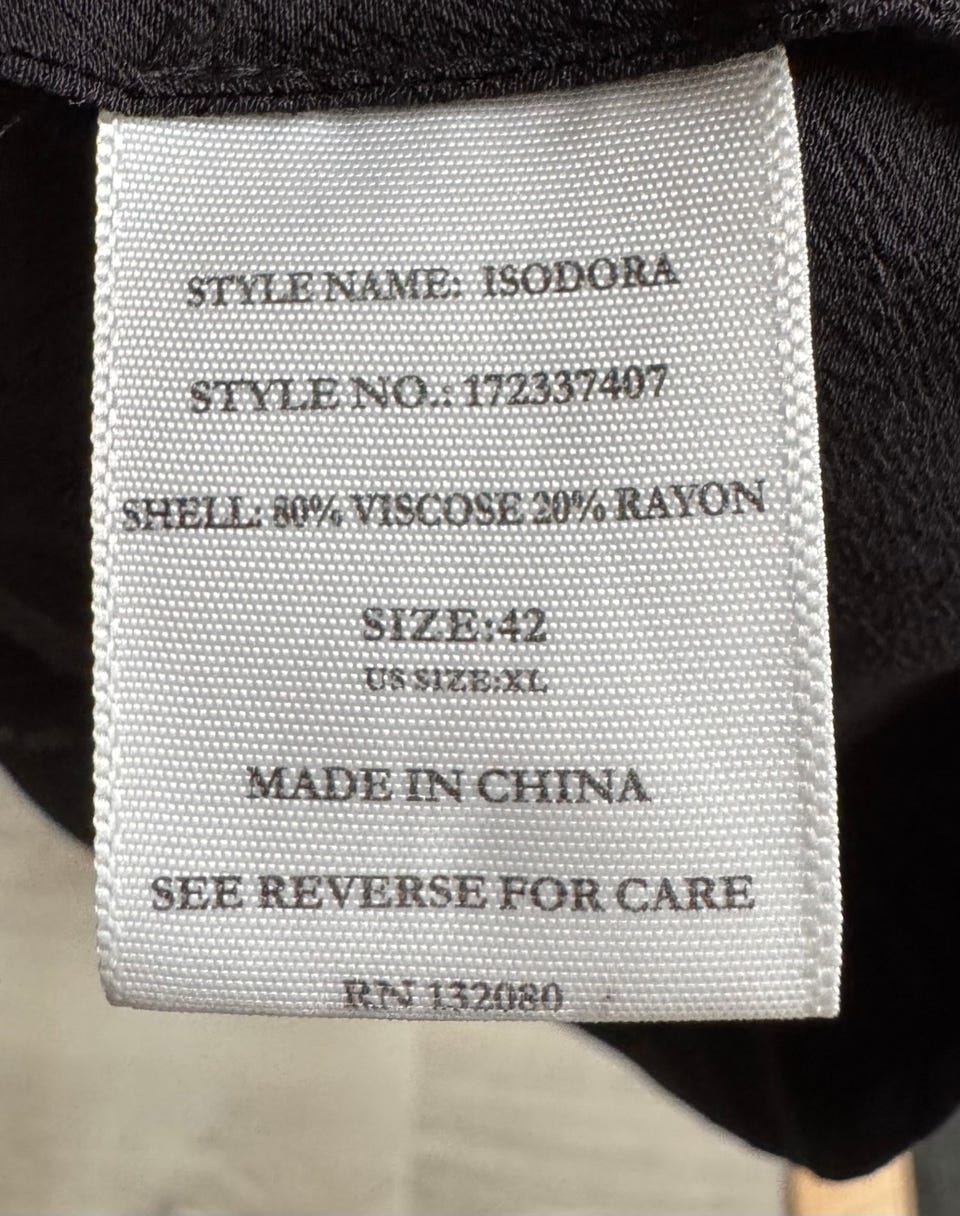 STYLE NAME: ISODORA
STYLE NO.: 172337407
SHELL: 80% VISCOSE 20% RAYON
SIZE:42
US SIZE:XL
MADE IN CHINA
SEE REVERSE FOR CARE
RN 132080